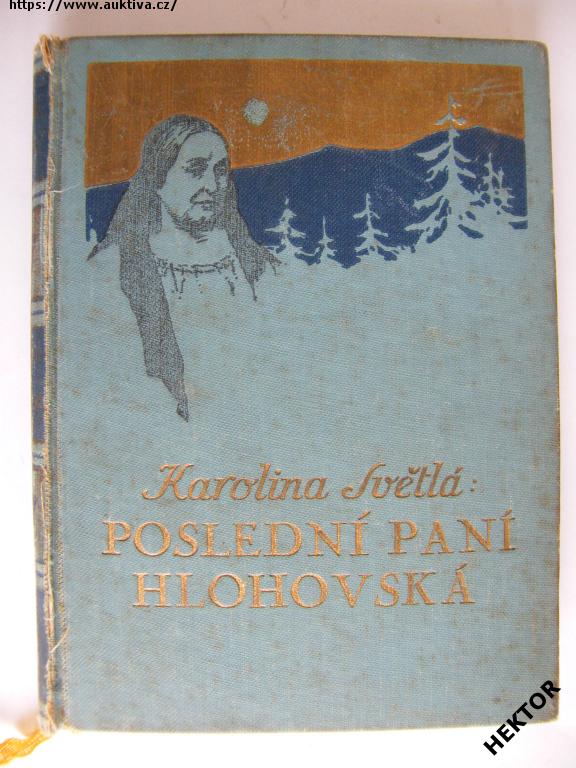 https://www.auktiva.cz/
Karolina Světlá:
POSLEDNÍ PANÍ
HLOHOVSKÁ
HEKTOR